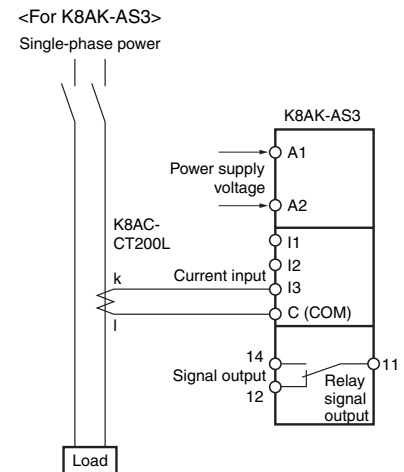 <For K8AK-AS3>
Single-phase power
K8AK-AS3
A1
Power supply
voltage
A2
K8AC-
CT200L
I1
I2
k
Current input
I3
C (COM)
l
14
11
Signal output
12
Relay
signal
output
Load